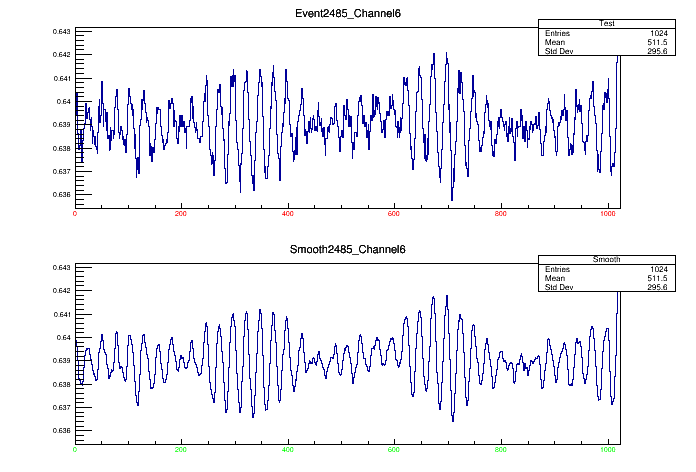 Event2485_Channel6
Test
Entries 1024
Mean 511.5
Std Dev 295.6
0.643
0.642
0.641
0.64
0.639
0.638
0.637
0.636
0 200 400 600 800 1000
Smooth2485_Channel6
Smooth
Entries 1024
Mean 511.5
Std Dev 295.6
0.643
0.642
0.641
0.64
0.639
0.638
0.637
0.636
0 200 400 600 800 1000